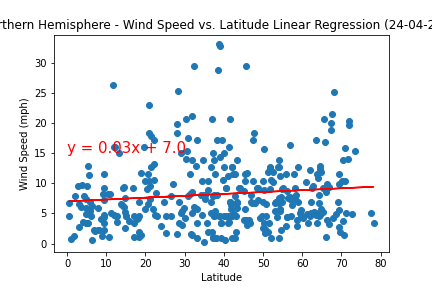 rthern Hemisphere - Wind Speed vs. Latitude Linear Regression (24-04-2
30
25
20
15
10
5
0
Wind Speed (mph)
y = 0.03x + 7.0
0 10 20 30 40 50 60 70 80
Latitude